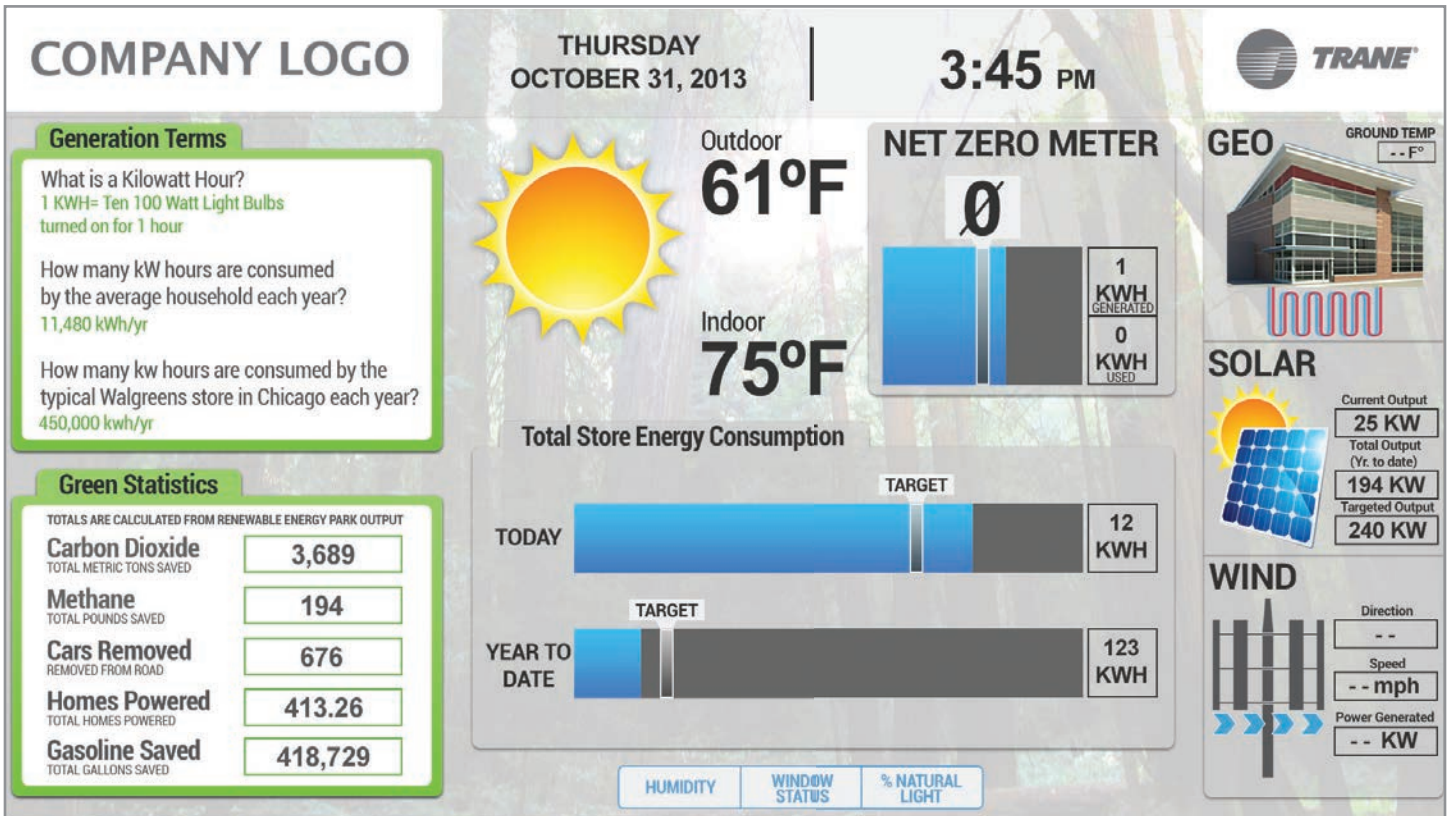 COMPANY LOGO
THURSDAY
OCTOBER 31, 2013
3:45 PM
TRANE®
Generation Terms
What is a Kilowatt Hour?
1 KWH= Ten 100 Watt Light Bulbs
turned on for 1 hour
How many kW hours are consumed
by the average household each year?
11,480 kWh/yr
How many kw hours are consumed by the
typical Walgreens store in Chicago each year?
450,000 kwh/yr
Green Statistics
TOTALS ARE CALCULATED FROM RENEWABLE ENERGY PARK OUTPUT
Carbon Dioxide
TOTAL METRIC TONS SAVED
3,689
Methane
TOTAL POUNDS SAVED
194
Cars Removed
REMOVED FROM ROAD
676
Homes Powered
TOTAL HOMES POWERED
413.26
Gasoline Saved
TOTAL GALLONS SAVED
418,729
Outdoor
61ºF
Indoor
75ºF
NET ZERO METER
Ø
1
KWH
GENERATED
0
KWH
USED
Total Store Energy Consumption
TARGET
TODAY
12
KWH
TARGET
YEAR TO
DATE
123
KWH
HUMIDITY
WINDOW
STATUS
% NATURAL
LIGHT
GEO
GROUND TEMP
- - F°
SOLAR
Current Output
25 KW
Total Output
(Yr. to date)
194 KW
Targeted Output
240 KW
WIND
Direction
- -
Speed
- - mph
Power Generated
- - KW